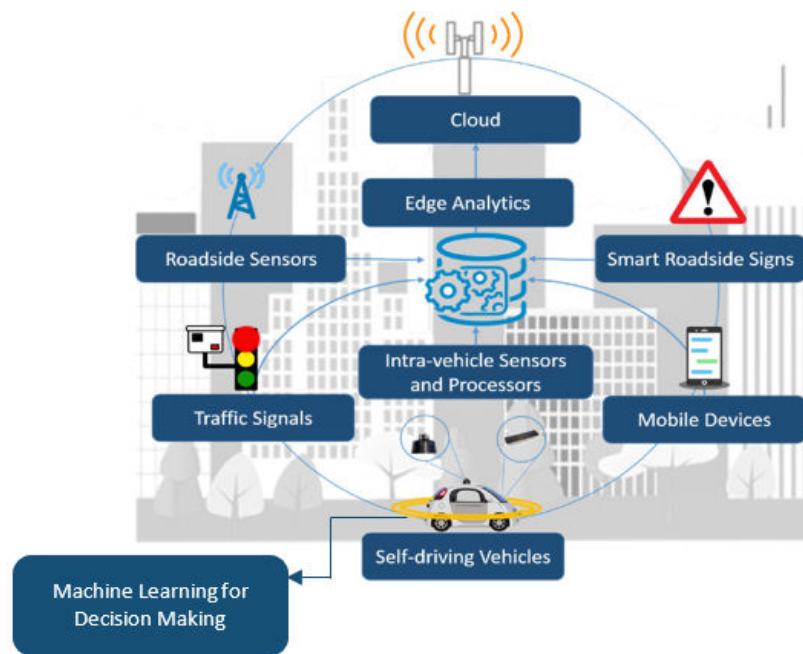 Cloud
Edge Analytics
Roadside Sensors
Smart Roadside Signs
Intra-vehicle Sensors
and Processors
Traffic Signals
Mobile Devices
Self-driving Vehicles
Machine Learning for
Decision Making